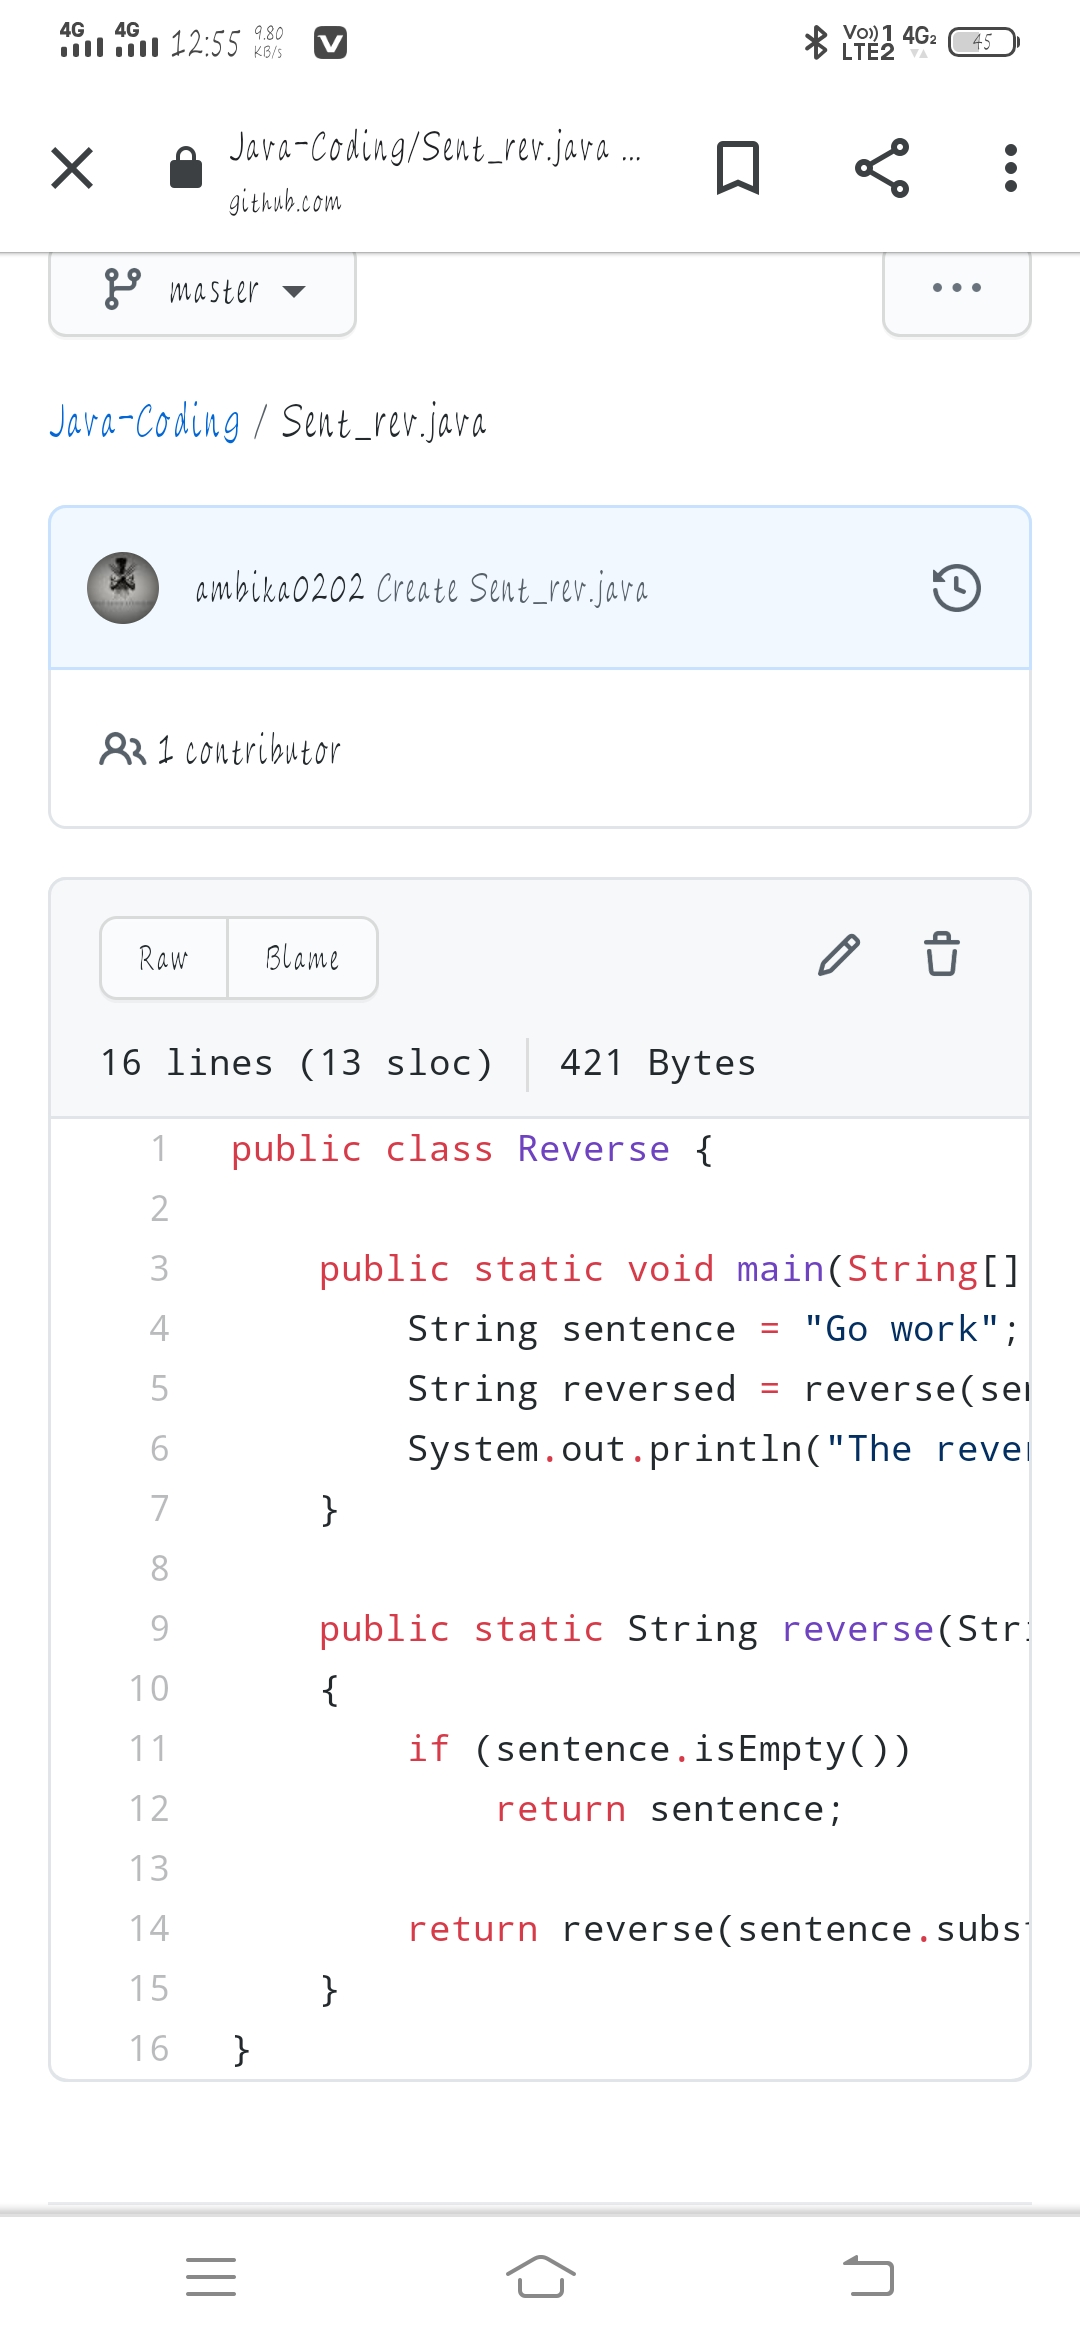 4G 4G 12:55 9.80 KB/s V Vo) 1 LTE2 4G2 45
Java-Coding/Sent_rev.java ...
github.com
master
Java-Coding / Sent_rev.java
ambika0202 Create Sent_rev.java
1 contributor
Raw Blame
16 lines (13 sloc) 421 Bytes
1 public class Reverse {
2
3 public static void main(String[]
4 String sentence = "Go work";
5 String reversed = reverse(sen
6 System.out.println("The rever
7 }
8
9 public static String reverse(Stri
10 {
11 if (sentence.isEmpty())
12 return sentence;
13
14 return reverse(sentence.subst
15 }
16 }